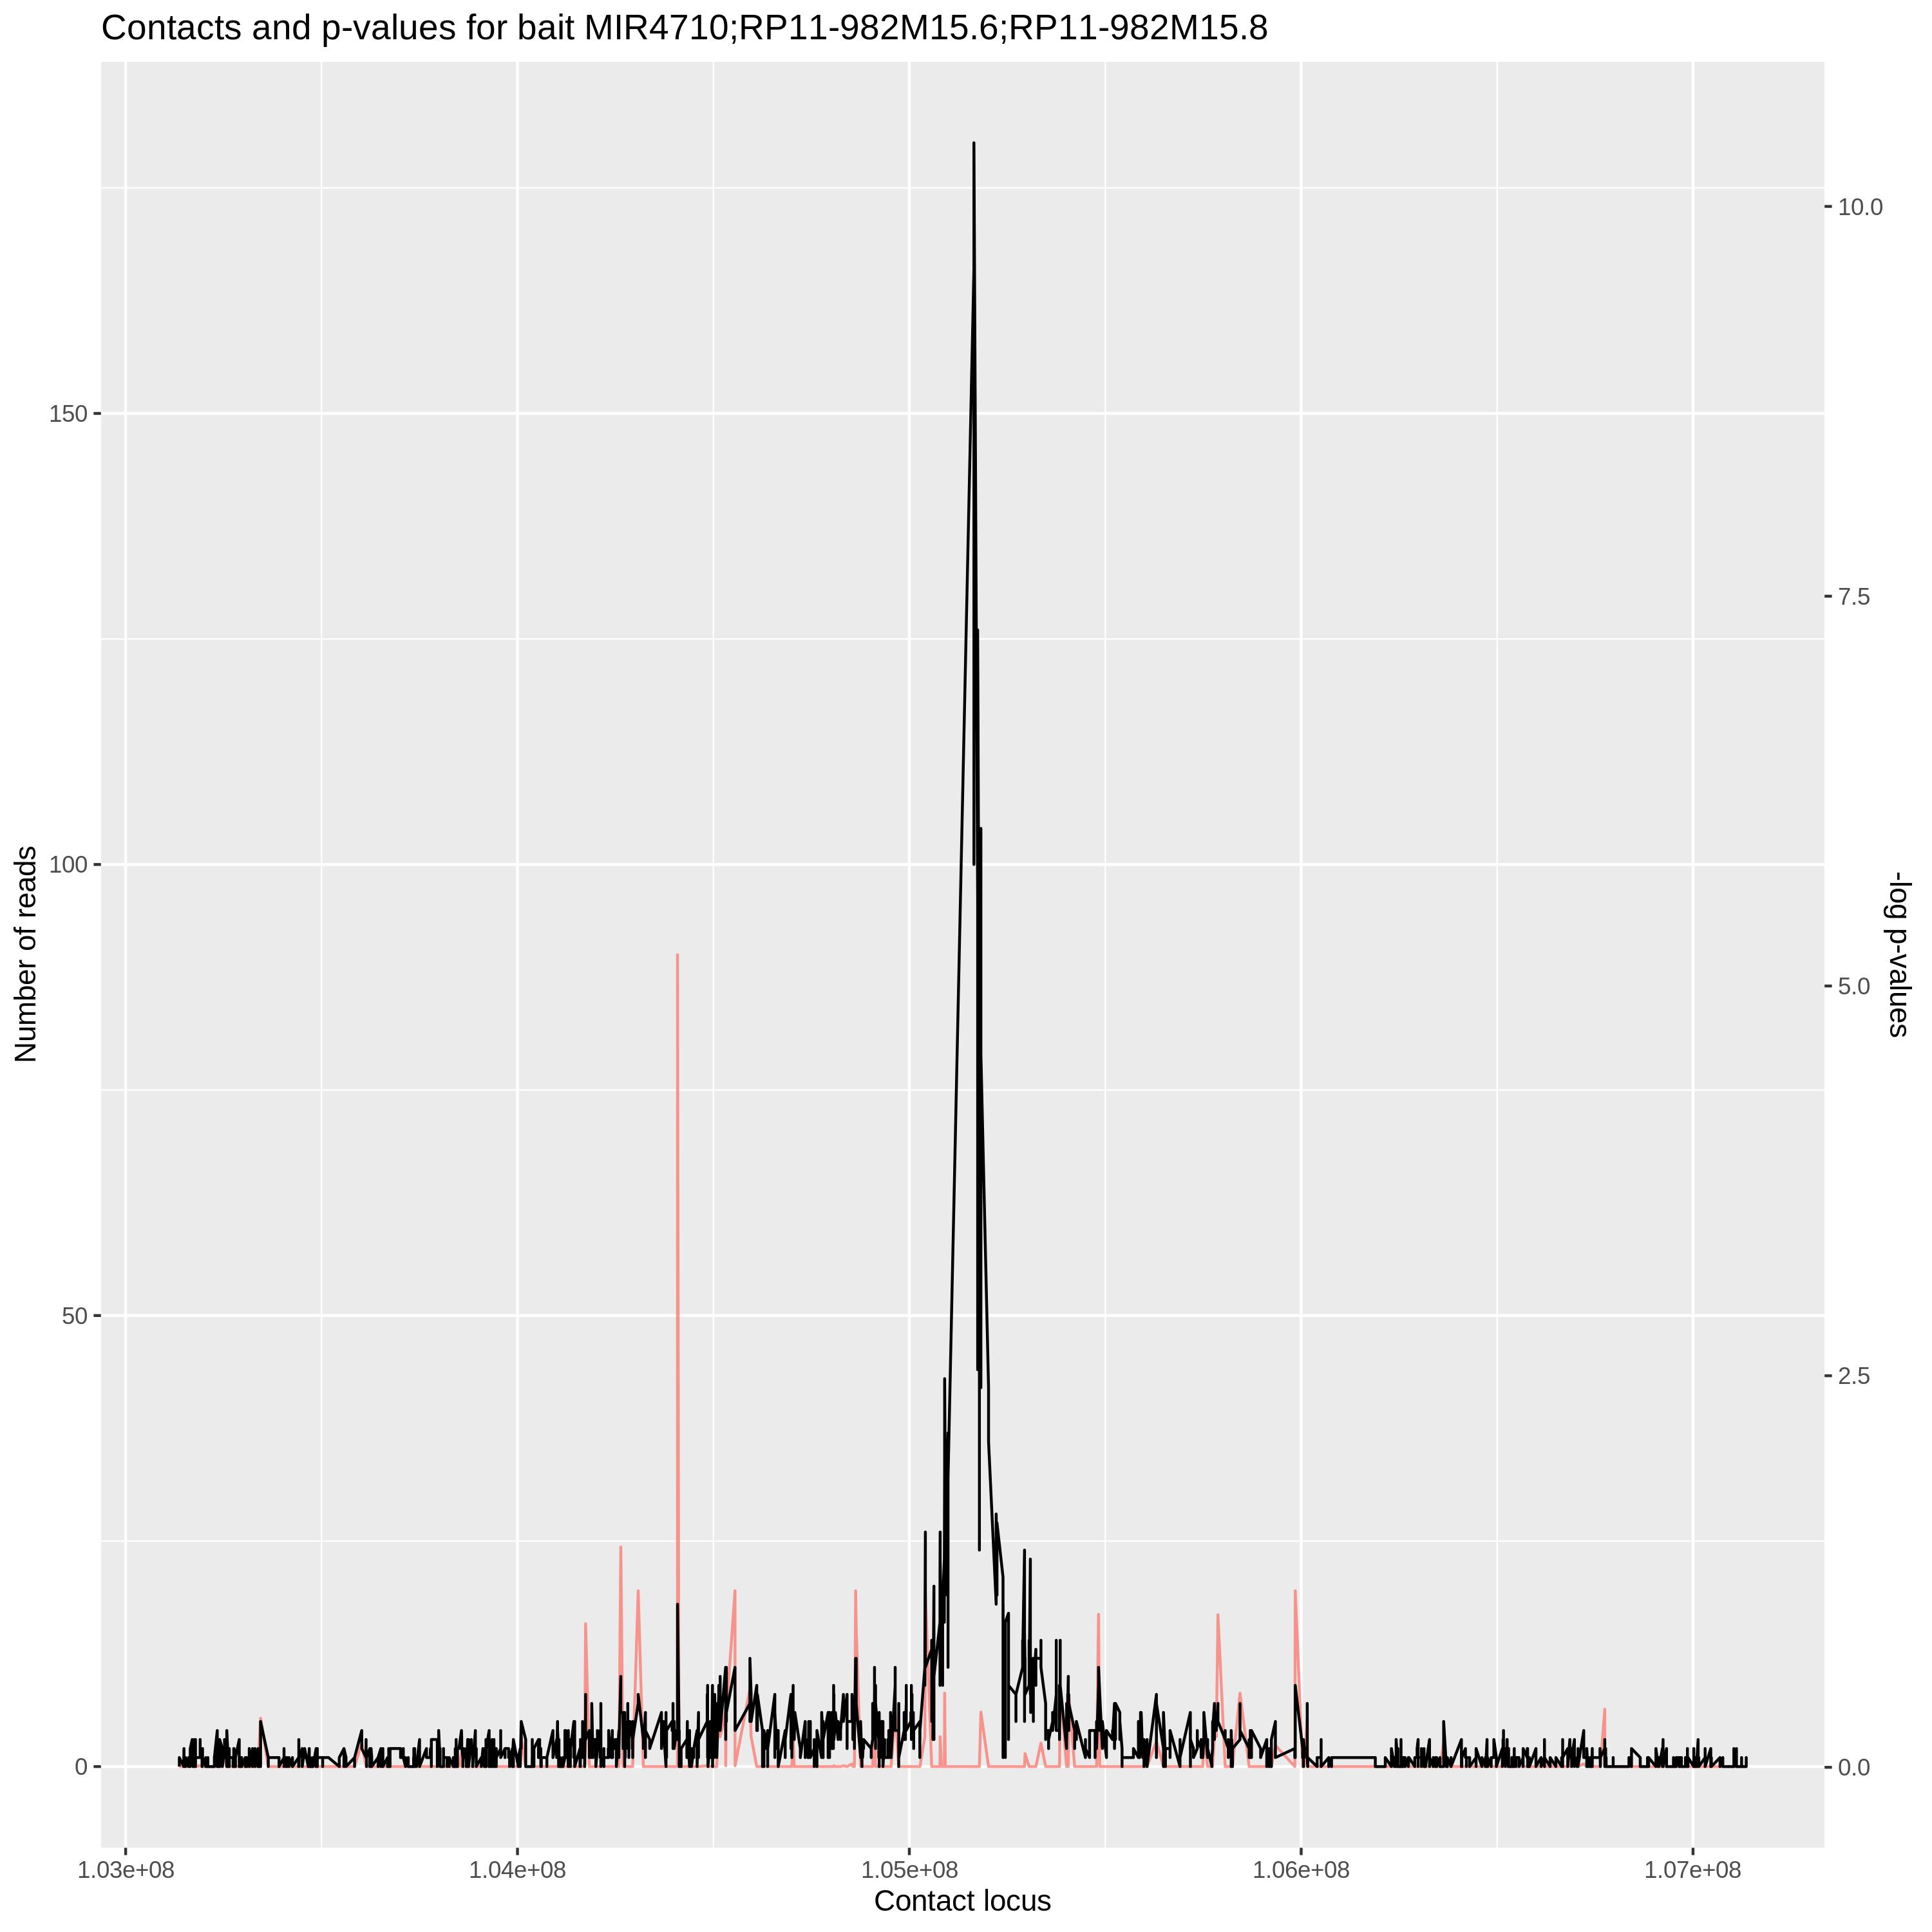 Contacts and p-values for bait MIR4710;RP11-982M15.6;RP11-982M15.8
Number of reads
150
100
50
0
10.0
7.5
5.0
2.5
0.0
-log p-values
1.03e+08 1.04e+08 1.05e+08 1.06e+08 1.07e+08
Contact locus